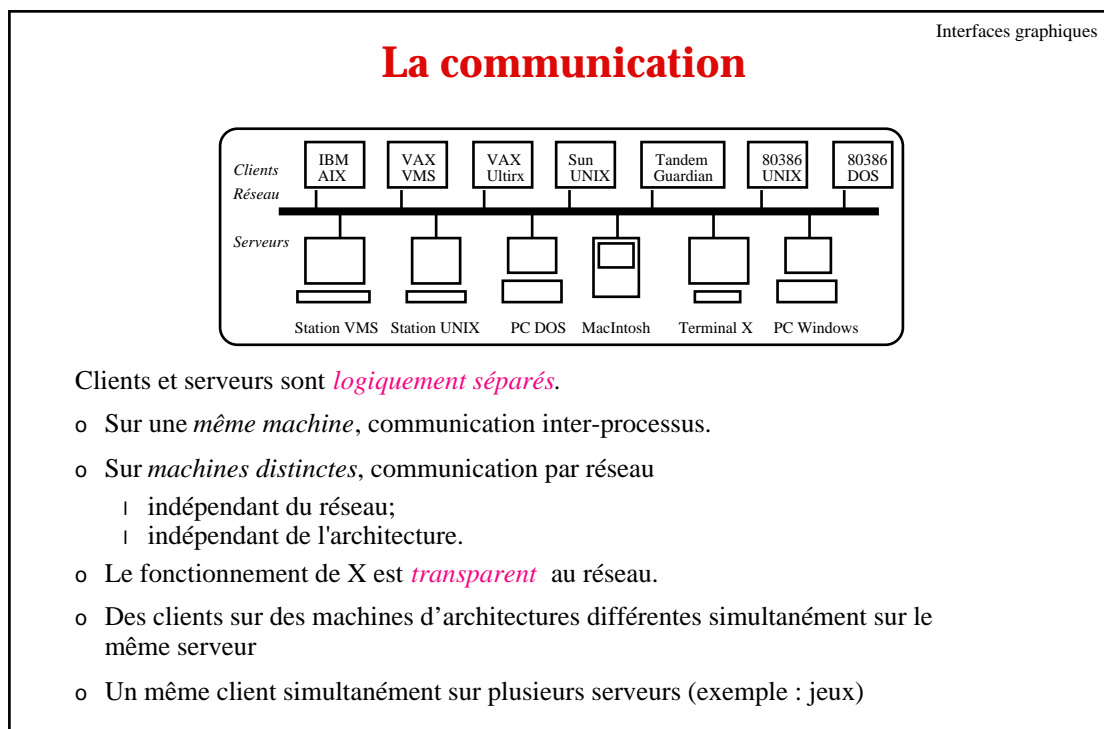 Interfaces graphiques
La communication
Clients
IBM
AIX
VAX
VMS
VAX
Ultirx
Sun
UNIX
Tandem
Guardian
80386
UNIX
80386
DOS
Réseau
Serveurs
Station VMS Station UNIX PC DOS MacIntosh Terminal X PC Windows
Clients et serveurs sont logiquement séparés.
o Sur une même machine, communication inter-processus.
o Sur machines distinctes, communication par réseau
l indépendant du réseau;
l indépendant de l'architecture.
o Le fonctionnement de X est transparent au réseau.
o Des clients sur des machines d’architectures différentes simultanément sur le
même serveur
o Un même client simultanément sur plusieurs serveurs (exemple : jeux)